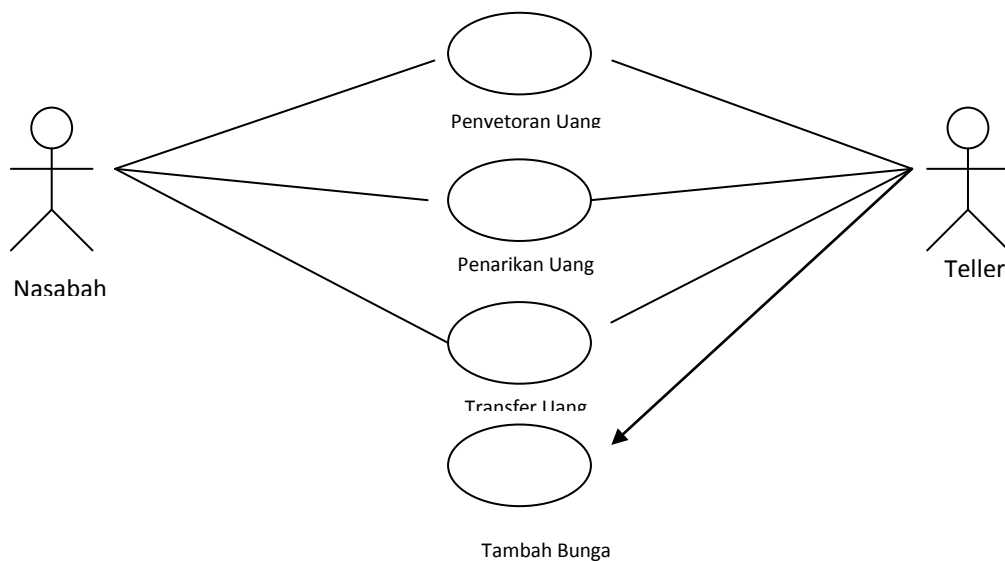 Penyetoran Uang
Penarikan Uang
Nasabah
Teller
Transfer Uang
Tambah Bunga